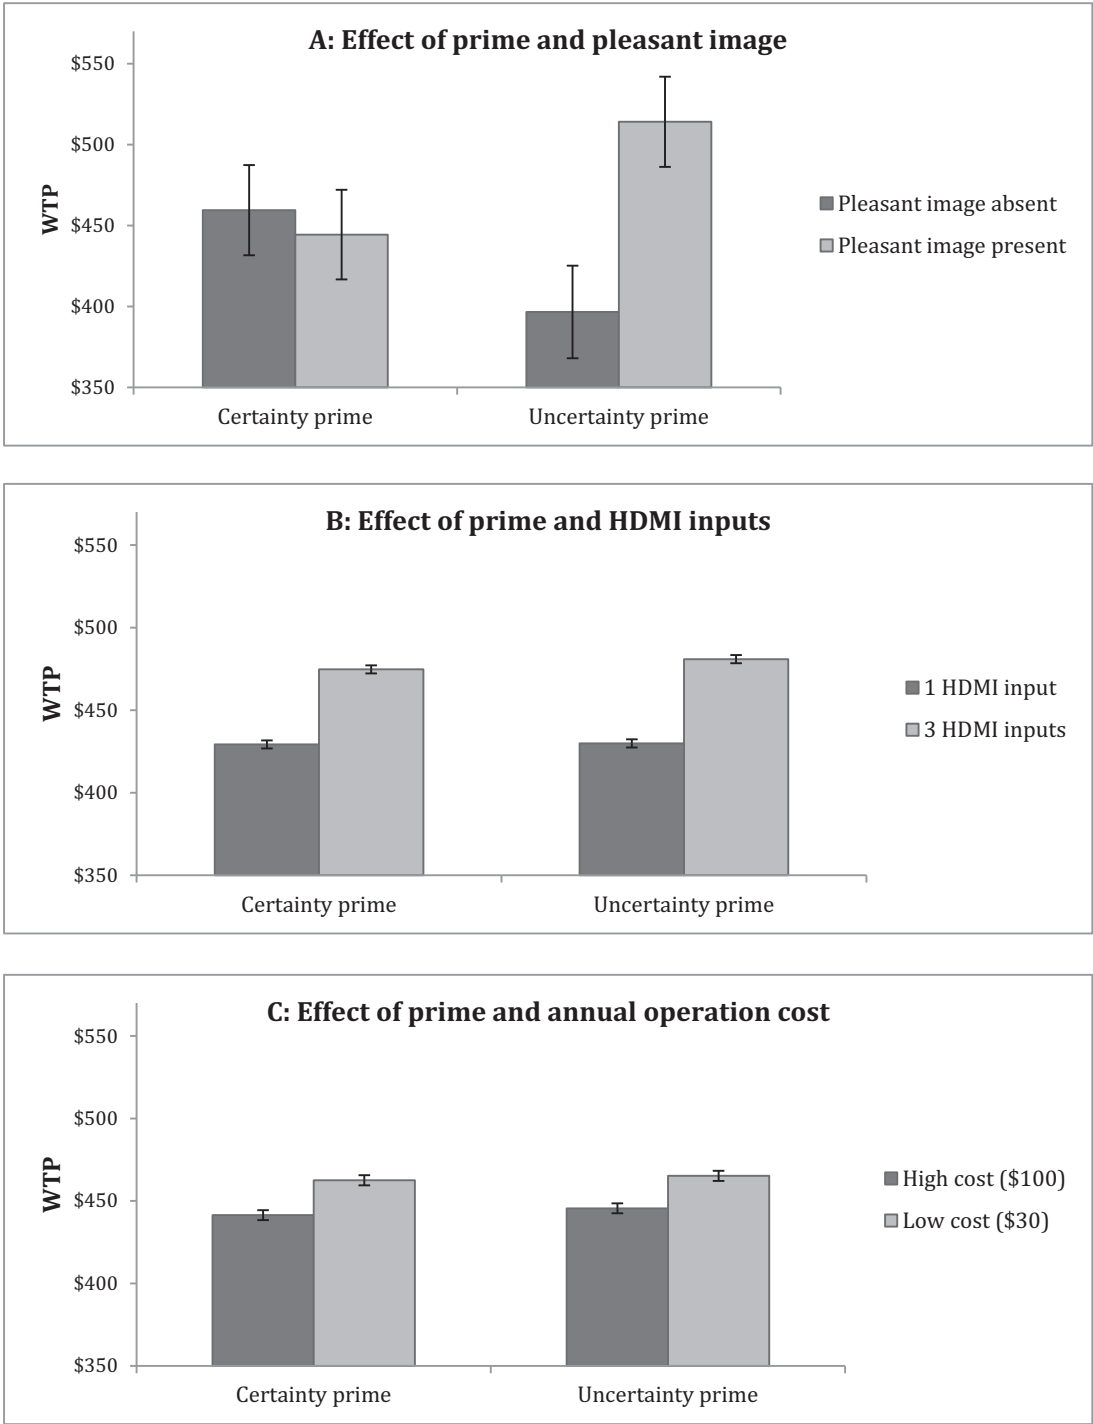 A: Effect of prime and pleasant image
$550
$500
$450
$400
$350
WTP
Certainty prime
Uncertainty prime
Pleasant image absent
Pleasant image present
B: Effect of prime and HDMI inputs
$550
$500
$450
$400
$350
WTP
Certainty prime
Uncertainty prime
1 HDMI input
3 HDMI inputs
C: Effect of prime and annual operation cost
$550
$500
$450
$400
$350
WTP
Certainty prime
Uncertainty prime
High cost ($100)
Low cost ($30)